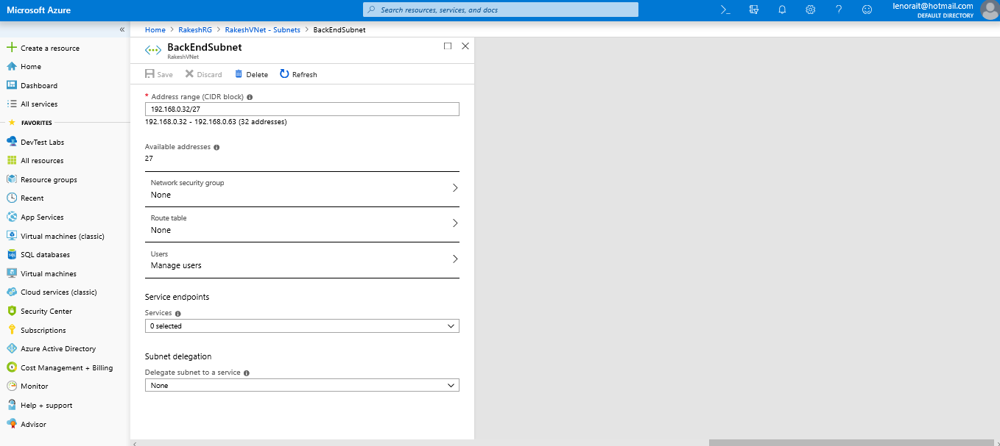 Microsoft Azure
Search resources, services, and docs
lenorait@hotmail.com
DEFAULT DIRECTORY
Create a resource
Home
Dashboard
All services
FAVORITES
DevTest Labs
All resources
Resource groups
Recent
App Services
Virtual machines (classic)
SQL databases
Virtual machines
Cloud services (classic)
Security Center
Subscriptions
Azure Active Directory
Cost Management + Billing
Monitor
Help + support
Advisor
Home > RakeshRG > RakeshVNet - Subnets > BackEndSubnet
BackEndSubnet
RakeshVNet
Save Discard Delete Refresh
* Address range (CIDR block)
192.168.0.32/27
192.168.0.32 - 192.168.0.63 (32 addresses)
Available addresses
27
Network security group
None
Route table
None
Users
Manage users
Service endpoints
Services
0 selected
Subnet delegation
Delegate subnet to a service
None